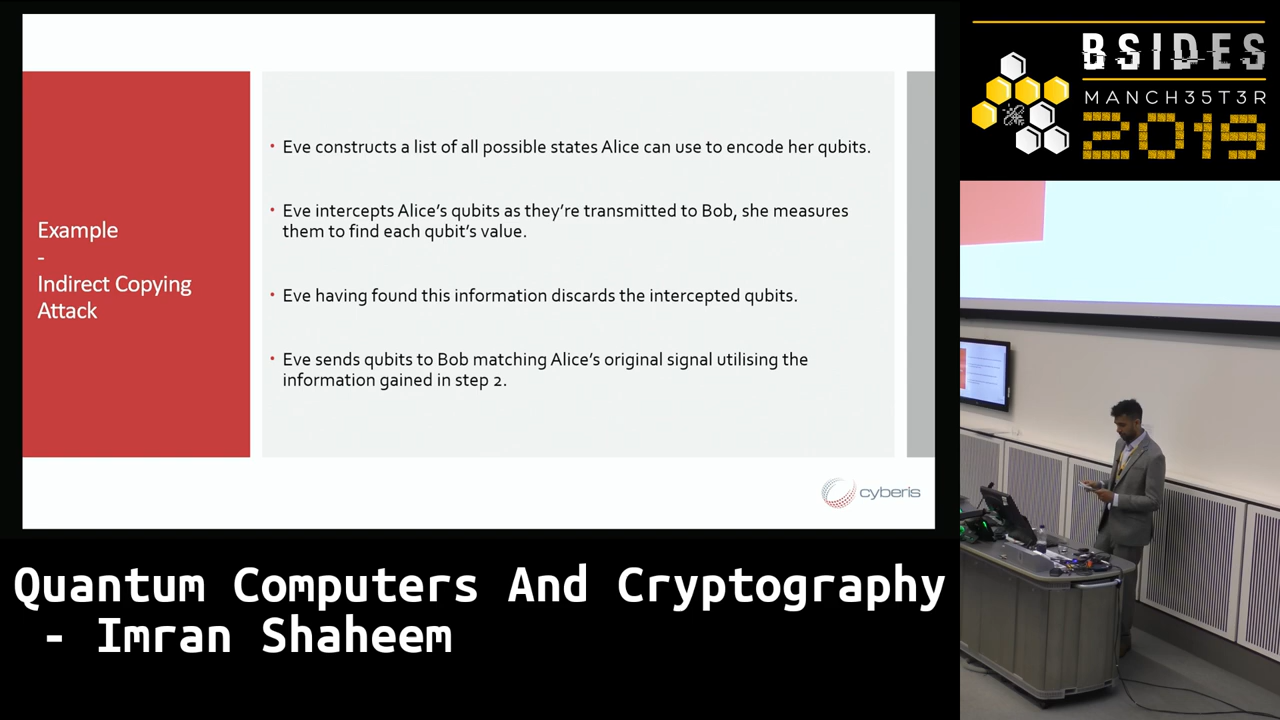 Example
-
Indirect Copying
Attack
• Eve constructs a list of all possible states Alice can use to encode her qubits.
• Eve intercepts Alice's qubits as they're transmitted to Bob, she measures
them to find each qubit's value.
• Eve having found this information discards the intercepted qubits.
• Eve sends qubits to Bob matching Alice's original signal utilising the
information gained in step 2.
cyberis
BSIDES
MANCH35T3R
2019
Quantum Computers And Cryptography
- Imran Shaheem